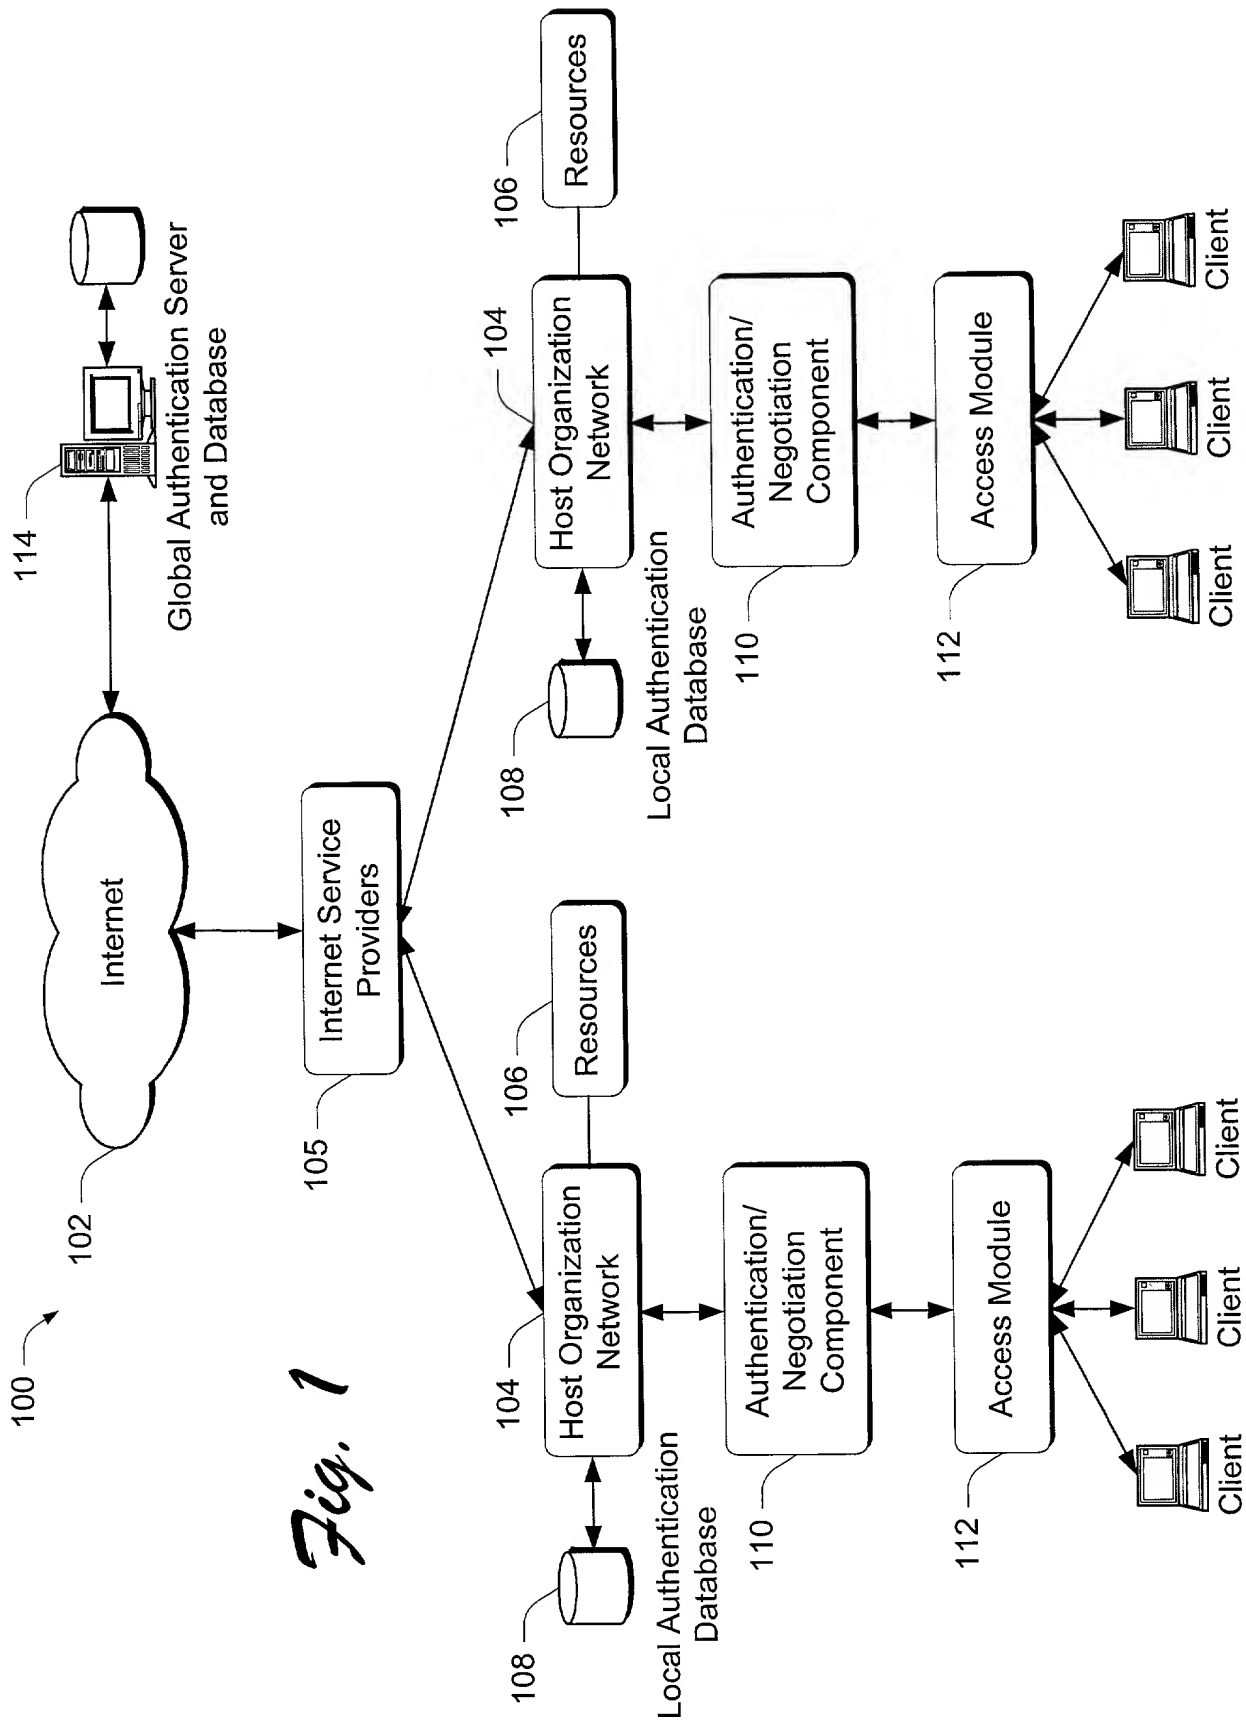 100
102
Internet
114
Global Authentication Server
and Database
105
Internet Service
Providers
Fig. 1
104
Host Organization
Network
106
Resources
108
Local Authentication
Database
110
Authentication/
Negotiation
Component
112
Access Module
Client
Client
Client
104
Host Organization
Network
106
Resources
108
Local Authentication
Database
110
Authentication/
Negotiation
Component
112
Access Module
Client
Client
Client